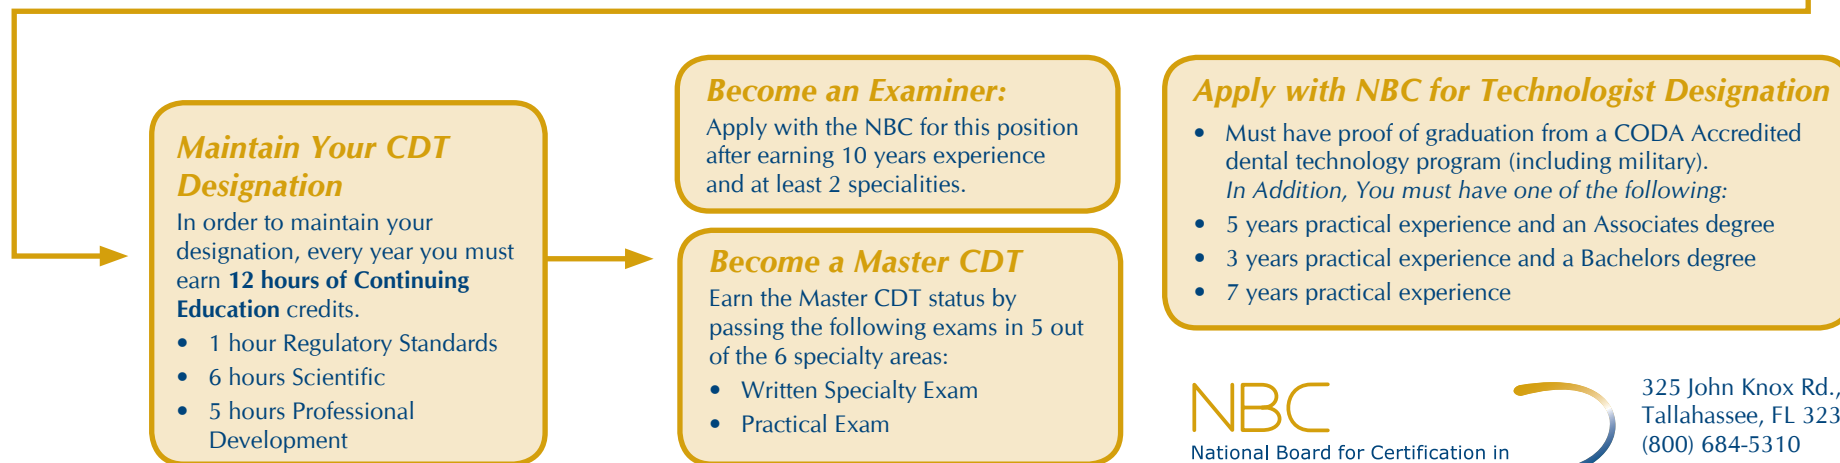 Maintain Your CDT
Designation
In order to maintain your
designation, every year you must
earn 12 hours of Continuing
Education credits.
• 1 hour Regulatory Standards
• 6 hours Scientific
• 5 hours Professional
Development
Become an Examiner:
Apply with the NBC for this position
after earning 10 years experience
and at least 2 specialities.
Become a Master CDT
Earn the Master CDT status by
passing the following exams in 5 out
of the 6 specialty areas:
• Written Specialty Exam
• Practical Exam
Apply with NBC for Technologist Designation
• Must have proof of graduation from a CODA Accredited
dental technology program (including military).
In Addition, You must have one of the following:
• 5 years practical experience and an Associates degree
• 3 years practical experience and a Bachelors degree
• 7 years practical experience
NBC
National Board for Certification in
325 John Knox Rd.,
Tallahassee, FL 323
(800) 684-5310